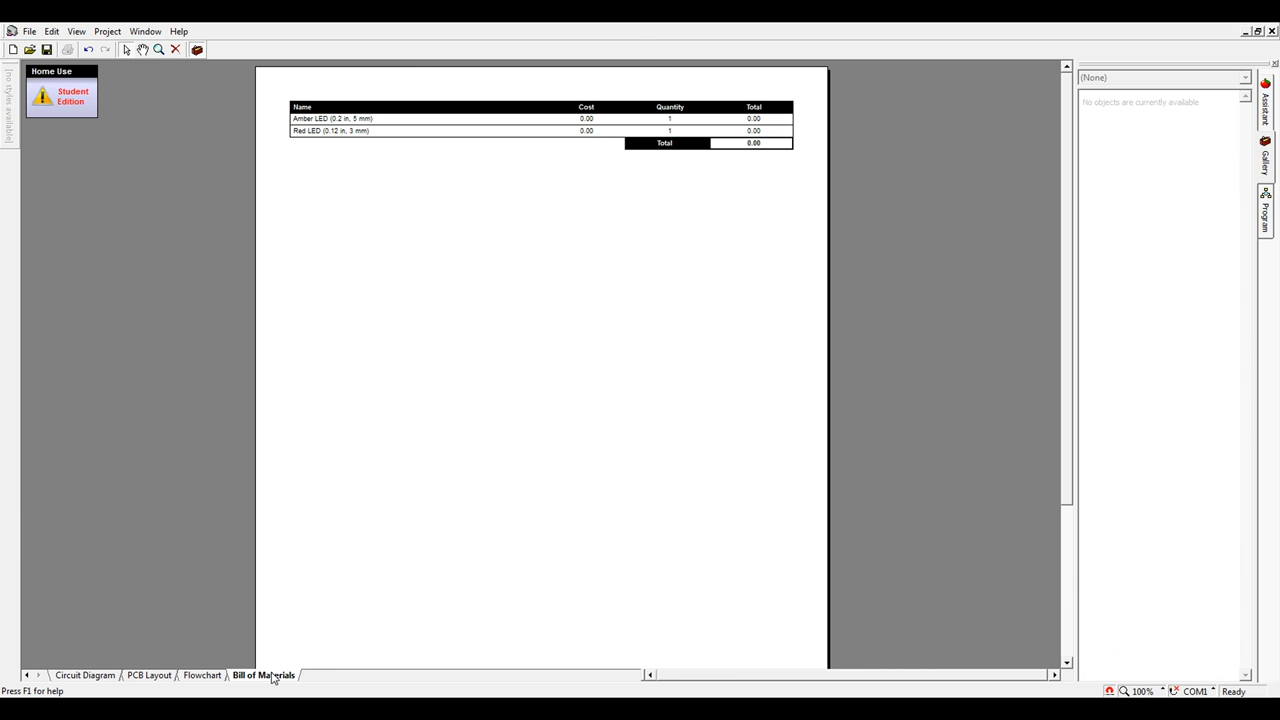 File Edit View Project Window Help
[no styles available]
Home Use
Student
Edition
Name Cost Quantity Total
Amber LED (0.2 in, 5 mm) 0.00 1 0.00
Red LED (0.12 in, 3 mm) 0.00 1 0.00
Total 0.00
(None)
No objects are currently available
Assistant
Gallery
Program
Circuit Diagram PCB Layout Flowchart Bill of Materials
Press F1 for help
100% COM1 Ready